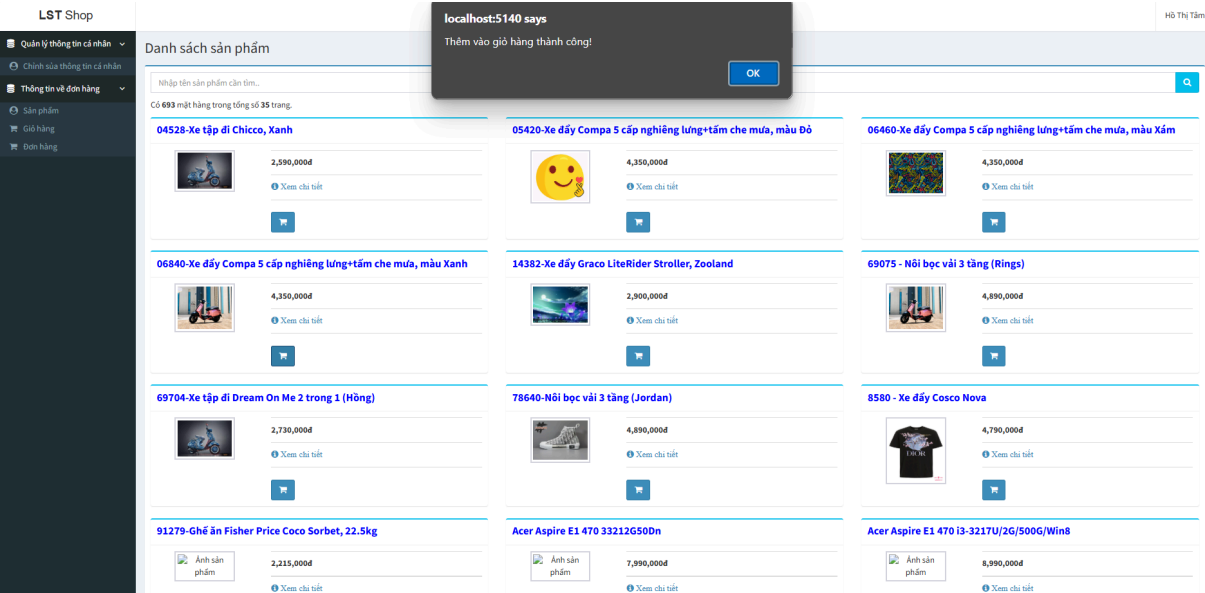 LST Shop
Hồ Thị Tâm
localhost:5140 says
Thêm vào giỏ hàng thành công!
OK
Quản lý thông tin cá nhân
Chỉnh sửa thông tin cá nhân
Thông tin về đơn hàng
Sản phẩm
Giỏ hàng
Đơn hàng
Danh sách sản phẩm
Nhập tên sản phẩm cần tìm..
Có 693 mặt hàng trong tổng số 35 trang.
04528-Xe tập đi Chicco, Xanh
2,590,000đ
Xem chi tiết
05420-Xe đẩy Compa 5 cấp nghiêng lưng+tấm che mưa, màu Đỏ
4,350,000đ
Xem chi tiết
06460-Xe đẩy Compa 5 cấp nghiêng lưng+tấm che mưa, màu Xám
4,350,000đ
Xem chi tiết
06840-Xe đẩy Compa 5 cấp nghiêng lưng+tấm che mưa, màu Xanh
4,350,000đ
Xem chi tiết
14382-Xe đẩy Graco LiteRider Stroller, Zooland
2,900,000đ
Xem chi tiết
69075 - Nôi bọc vải 3 tầng (Rings)
4,890,000đ
Xem chi tiết
69704-Xe tập đi Dream On Me 2 trong 1 (Hồng)
2,730,000đ
Xem chi tiết
78640-Nôi bọc vải 3 tầng (Jordan)
4,890,000đ
Xem chi tiết
8580 - Xe đẩy Cosco Nova
DIOR
4,790,000đ
Xem chi tiết
91279-Ghế ăn Fisher Price Coco Sorbet, 22.5kg
Ảnh sản
phẩm
2,215,000đ
Xem chi tiết
Acer Aspire E1 470 33212G50Dn
Ảnh sản
phẩm
7,990,000đ
Xem chi tiết
Acer Aspire E1 470 i3-3217U/2G/500G/Win8
Ảnh sản
phẩm
8,990,000đ
Xem chi tiết